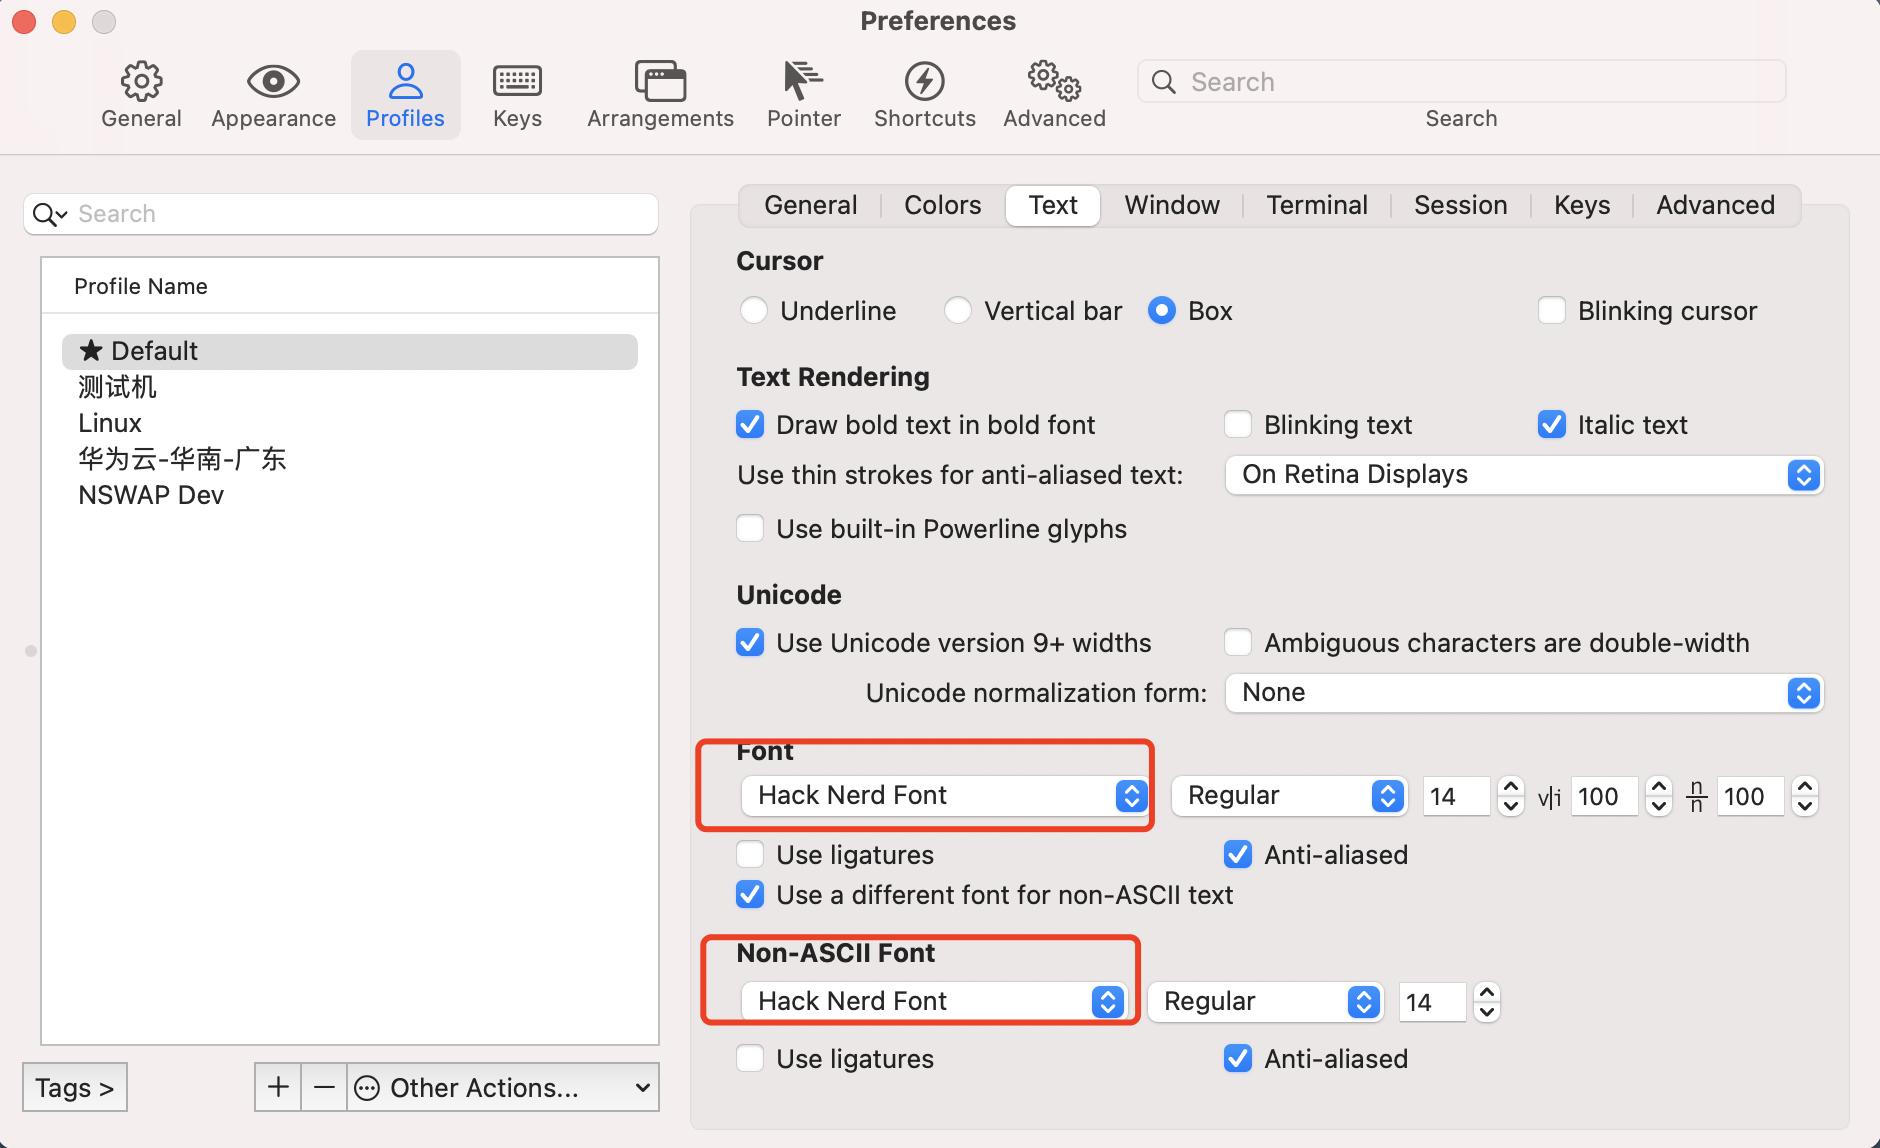 Preferences
General Appearance Profiles Keys Arrangements Pointer Shortcuts Advanced Search
Search
Search
Profile Name
★ Default
测试机
Linux
华为云-华南-广东
NSWAP Dev
Tags >
+ − Other Actions...
General Colors Text Window Terminal Session Keys Advanced
Cursor
Underline Vertical bar Box Blinking cursor
Text Rendering
Draw bold text in bold font Blinking text Italic text
Use thin strokes for anti-aliased text: On Retina Displays
Use built-in Powerline glyphs
Unicode
Use Unicode version 9+ widths Ambiguous characters are double-width
Unicode normalization form: None
Font
Hack Nerd Font Regular 14 v|i 100 n/n 100
Use ligatures Anti-aliased
Use a different font for non-ASCII text
Non-ASCII Font
Hack Nerd Font Regular 14
Use ligatures Anti-aliased